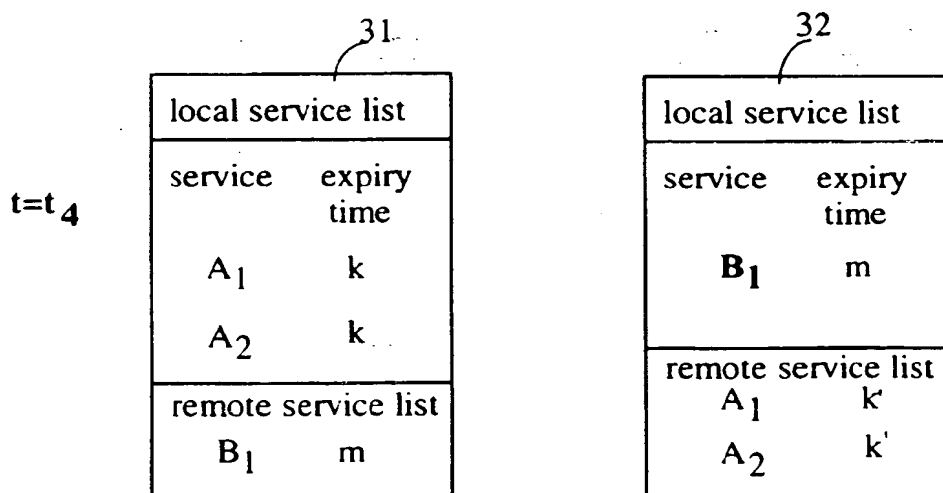 31
local service list
service expiry
time
A1 k
A2 k
remote service list
B1 m
t=t4
32
local service list
service expiry
time
B1 m
remote service list
A1 k'
A2 k'